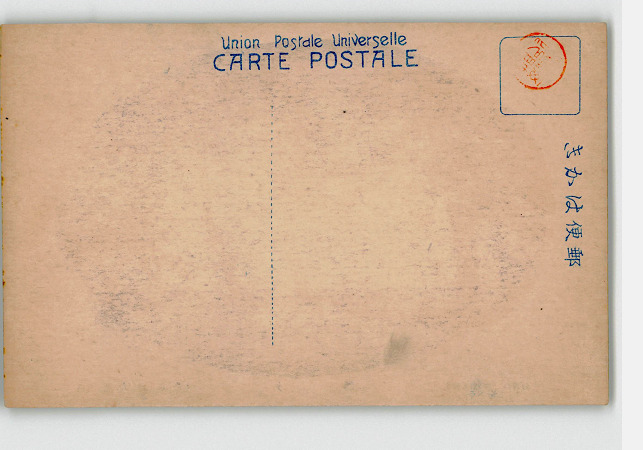 Union Postale Universelle
CARTE POSTALE
郵便はかき